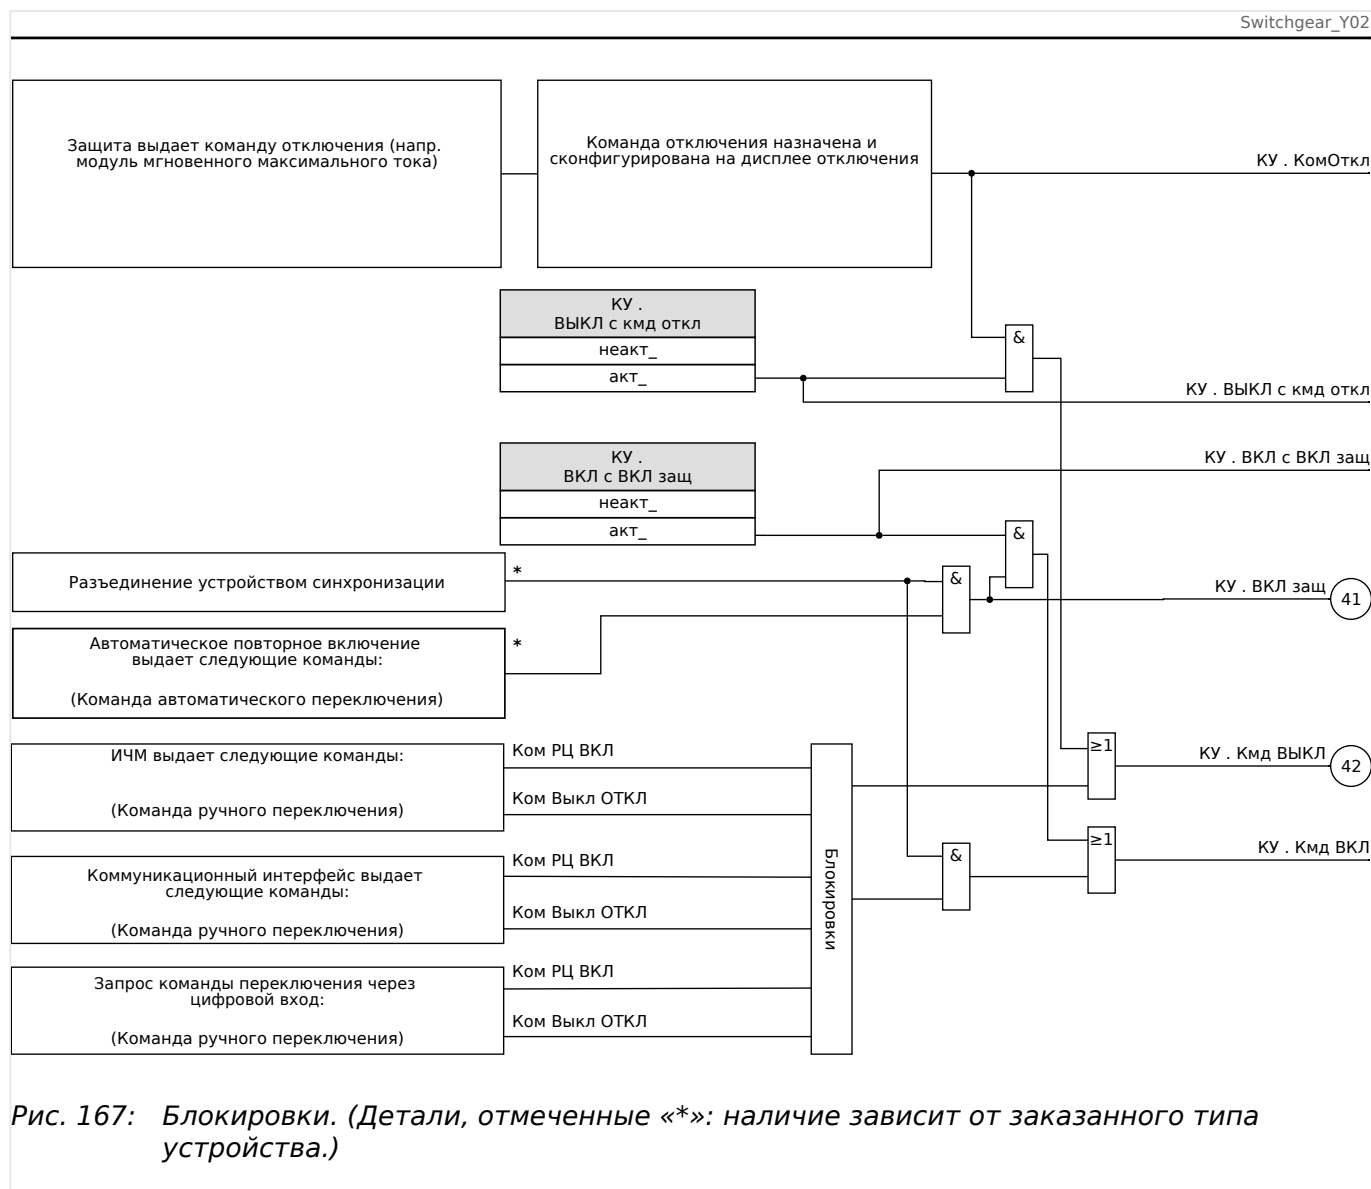 Switchgear_Y02
Защита выдает команду отключения (напр.
модуль мгновенного максимального тока)
Команда отключения назначена и
сконфигурирована на дисплее отключения
КУ . КомОткл
КУ .
ВЫКЛ с кмд откл
неакт_
акт_
&
КУ . ВЫКЛ с кмд откл
КУ .
ВКЛ с ВКЛ защ
неакт_
акт_
КУ . ВКЛ с ВКЛ защ
&
Разъединение устройством синхронизации
*
&
КУ . ВКЛ защ
41
Автоматическое повторное включение
выдает следующие команды:
(Команда автоматического переключения)
*
ИЧМ выдает следующие команды:
(Команда ручного переключения)
Ком РЦ ВКЛ
Ком Выкл ОТКЛ
≥1
КУ . Кмд ВЫКЛ
42
Коммуникационный интерфейс выдает
следующие команды:
(Команда ручного переключения)
Ком РЦ ВКЛ
Ком Выкл ОТКЛ
Блокировки
&
≥1
КУ . Кмд ВКЛ
Запрос команды переключения через
цифровой вход:
(Команда ручного переключения)
Ком РЦ ВКЛ
Ком Выкл ОТКЛ
Рис. 167: Блокировки. (Детали, отмеченные «*»: наличие зависит от заказанного типа
устройства.)